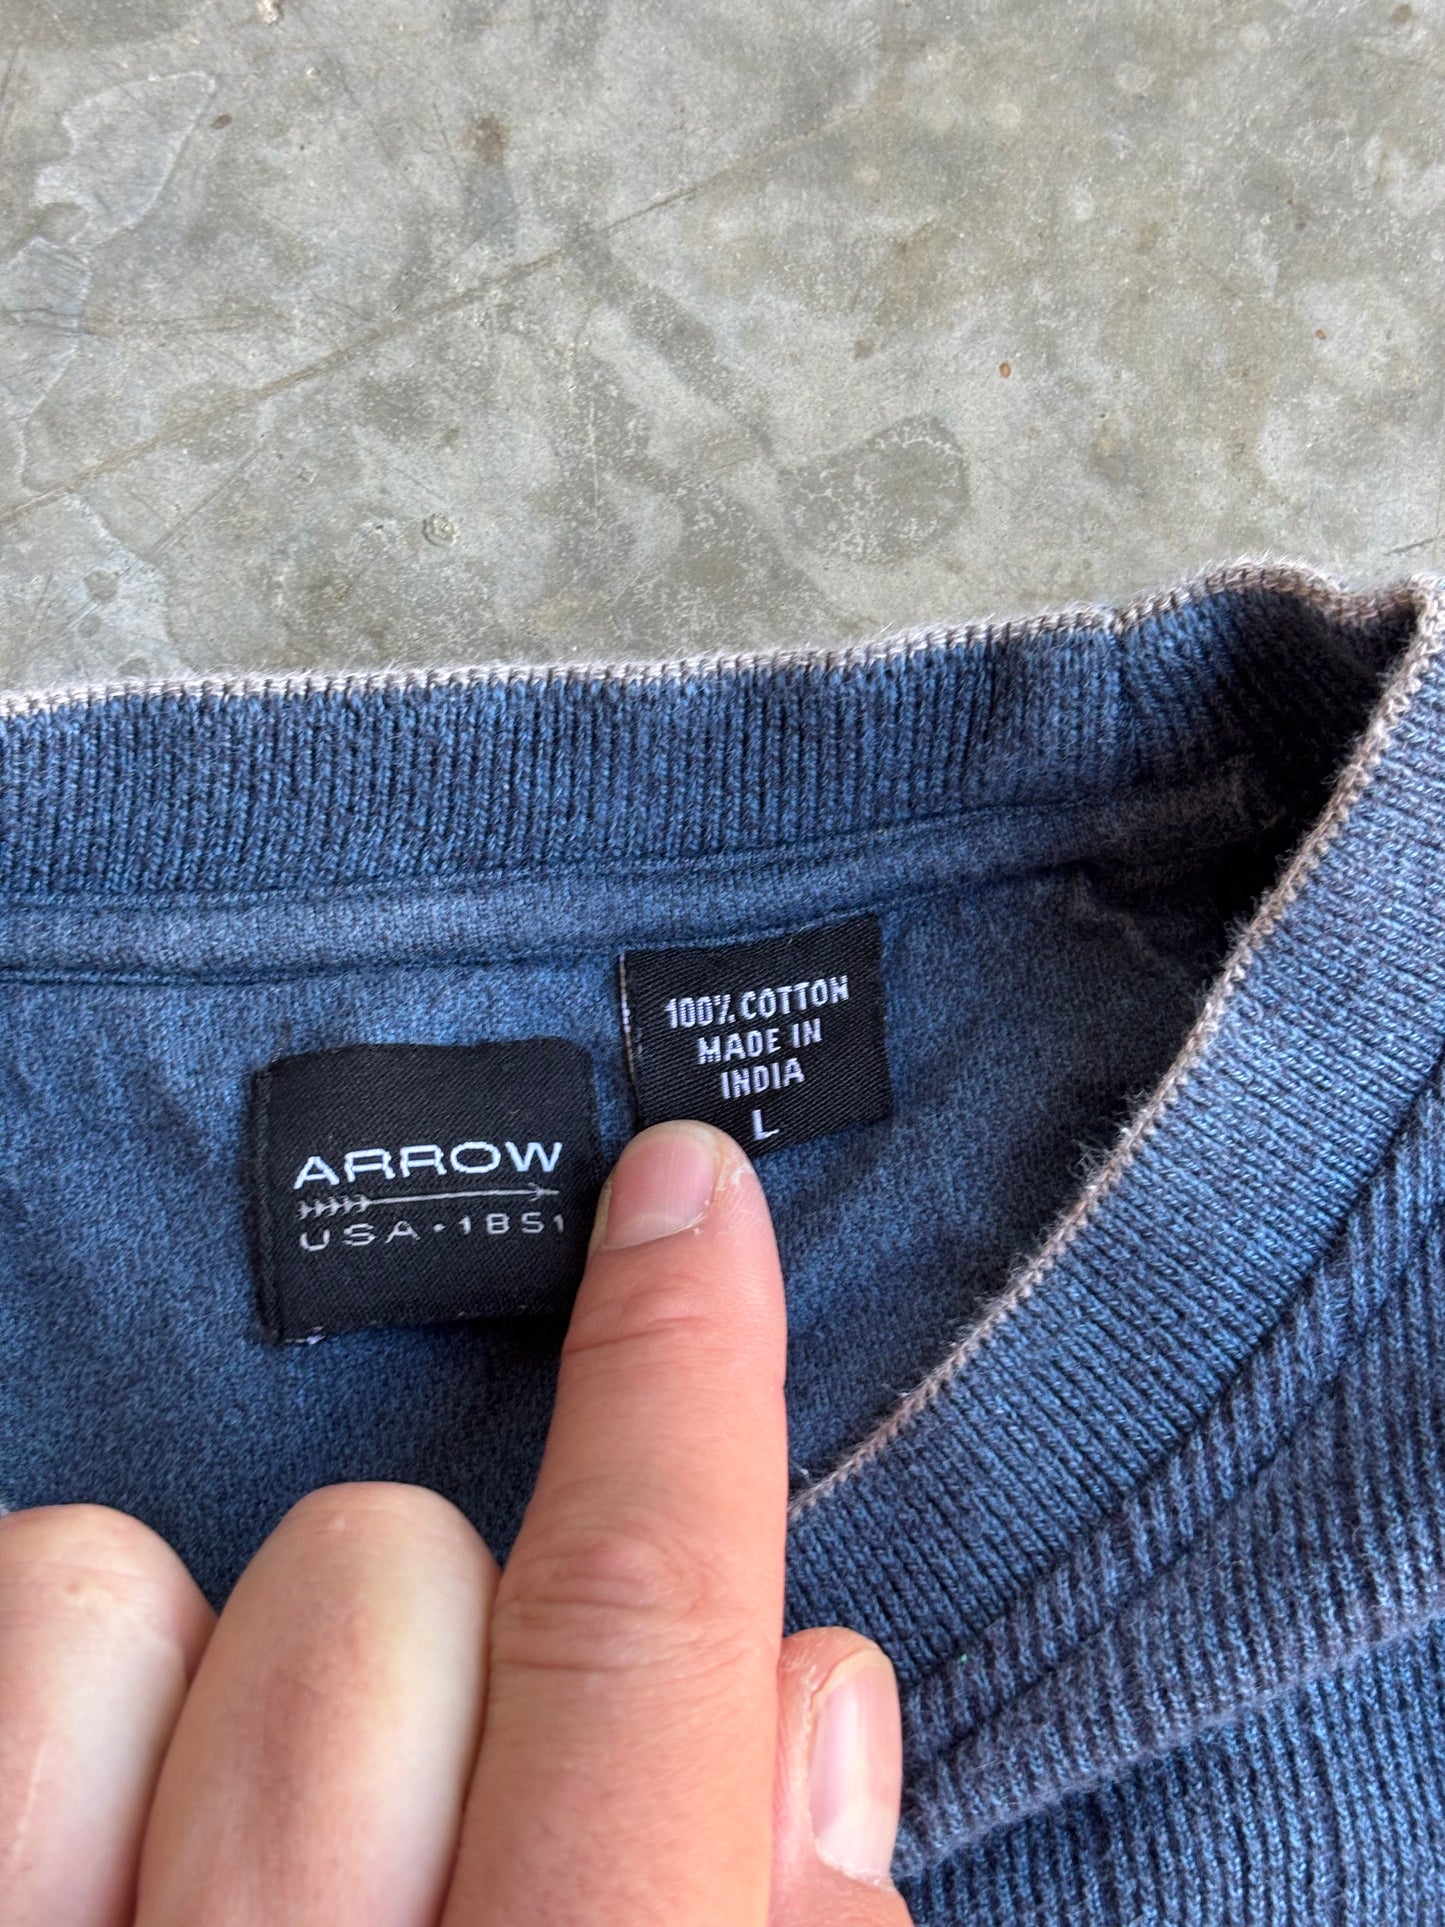 ARROW
USA • 1851
100% COTTON
MADE IN
INDIA
L